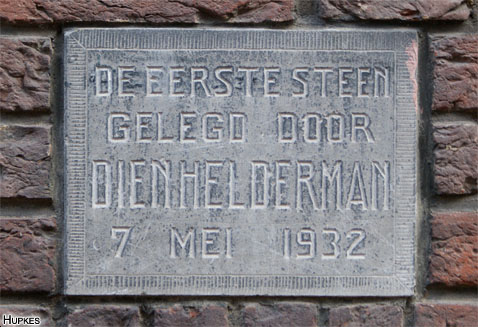 DE EERSTE STEEN
GELEGD DOOR
DIEN HELDERMAN
7 MEI 1932
HUPKES